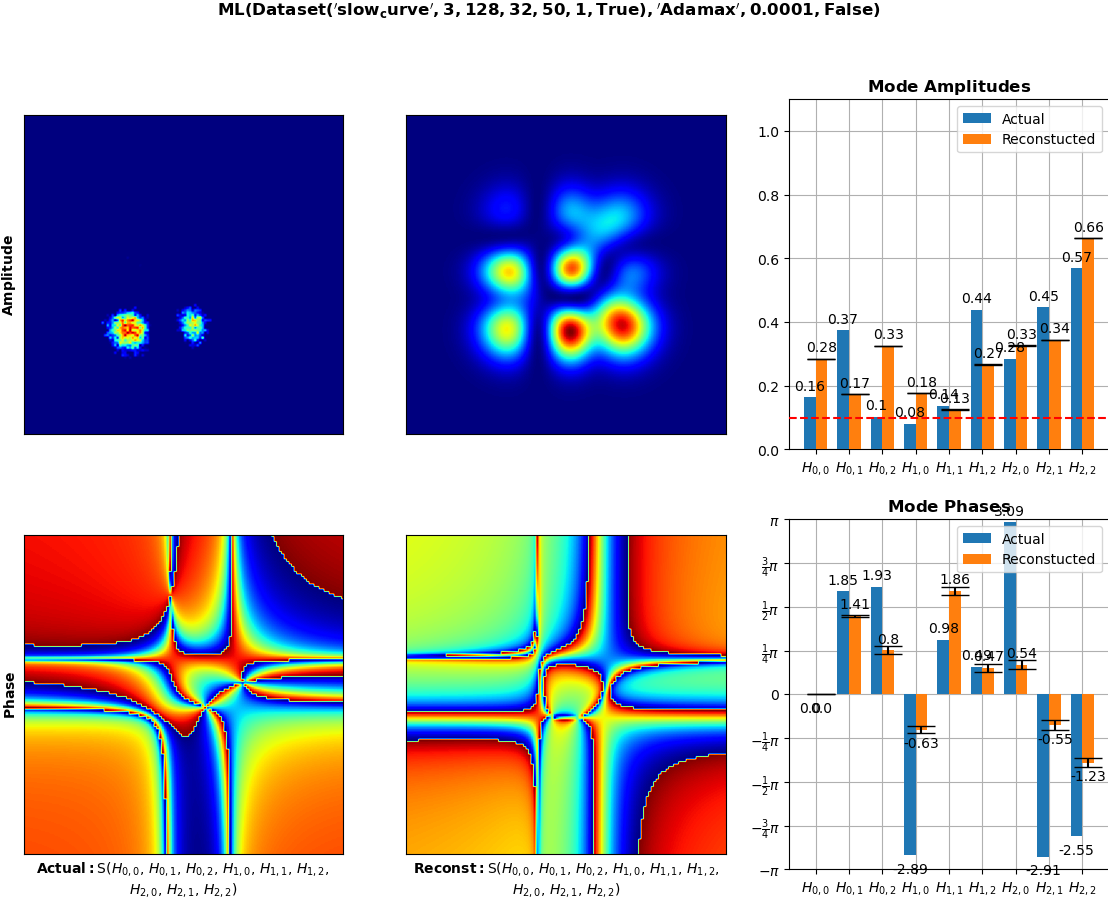 ML(Dataset('slow_curve', 3, 128, 32, 50, 1, True), 'Adamax', 0.0001, False)
Amplitude
Mode Amplitudes
Actual
Reconstucted
1.0
0.8
0.6
0.4
0.2
0.0
0.16
0.28
0.37
0.17
0.1
0.33
0.08
0.18
0.14
0.13
0.44
0.27
0.28
0.33
0.45
0.34
0.57
0.66
H0,0 H0,1 H0,2 H1,0 H1,1 H1,2 H2,0 H2,1 H2,2
Phase
Mode Phases
Actual
Reconstucted
π
3/4π
1/2π
1/4π
0
−1/4π
−1/2π
−3/4π
−π
0.0
0.0
1.85
1.41
1.93
0.8
-2.89
-0.63
0.98
1.86
0.49
0.47
3.09
0.54
-2.91
-0.55
-2.55
-1.23
H0,0 H0,1 H0,2 H1,0 H1,1 H1,2 H2,0 H2,1 H2,2
Actual:S(H0,0, H0,1, H0,2, H1,0, H1,1, H1,2,
H2,0, H2,1, H2,2)
Reconst:S(H0,0, H0,1, H0,2, H1,0, H1,1, H1,2,
H2,0, H2,1, H2,2)